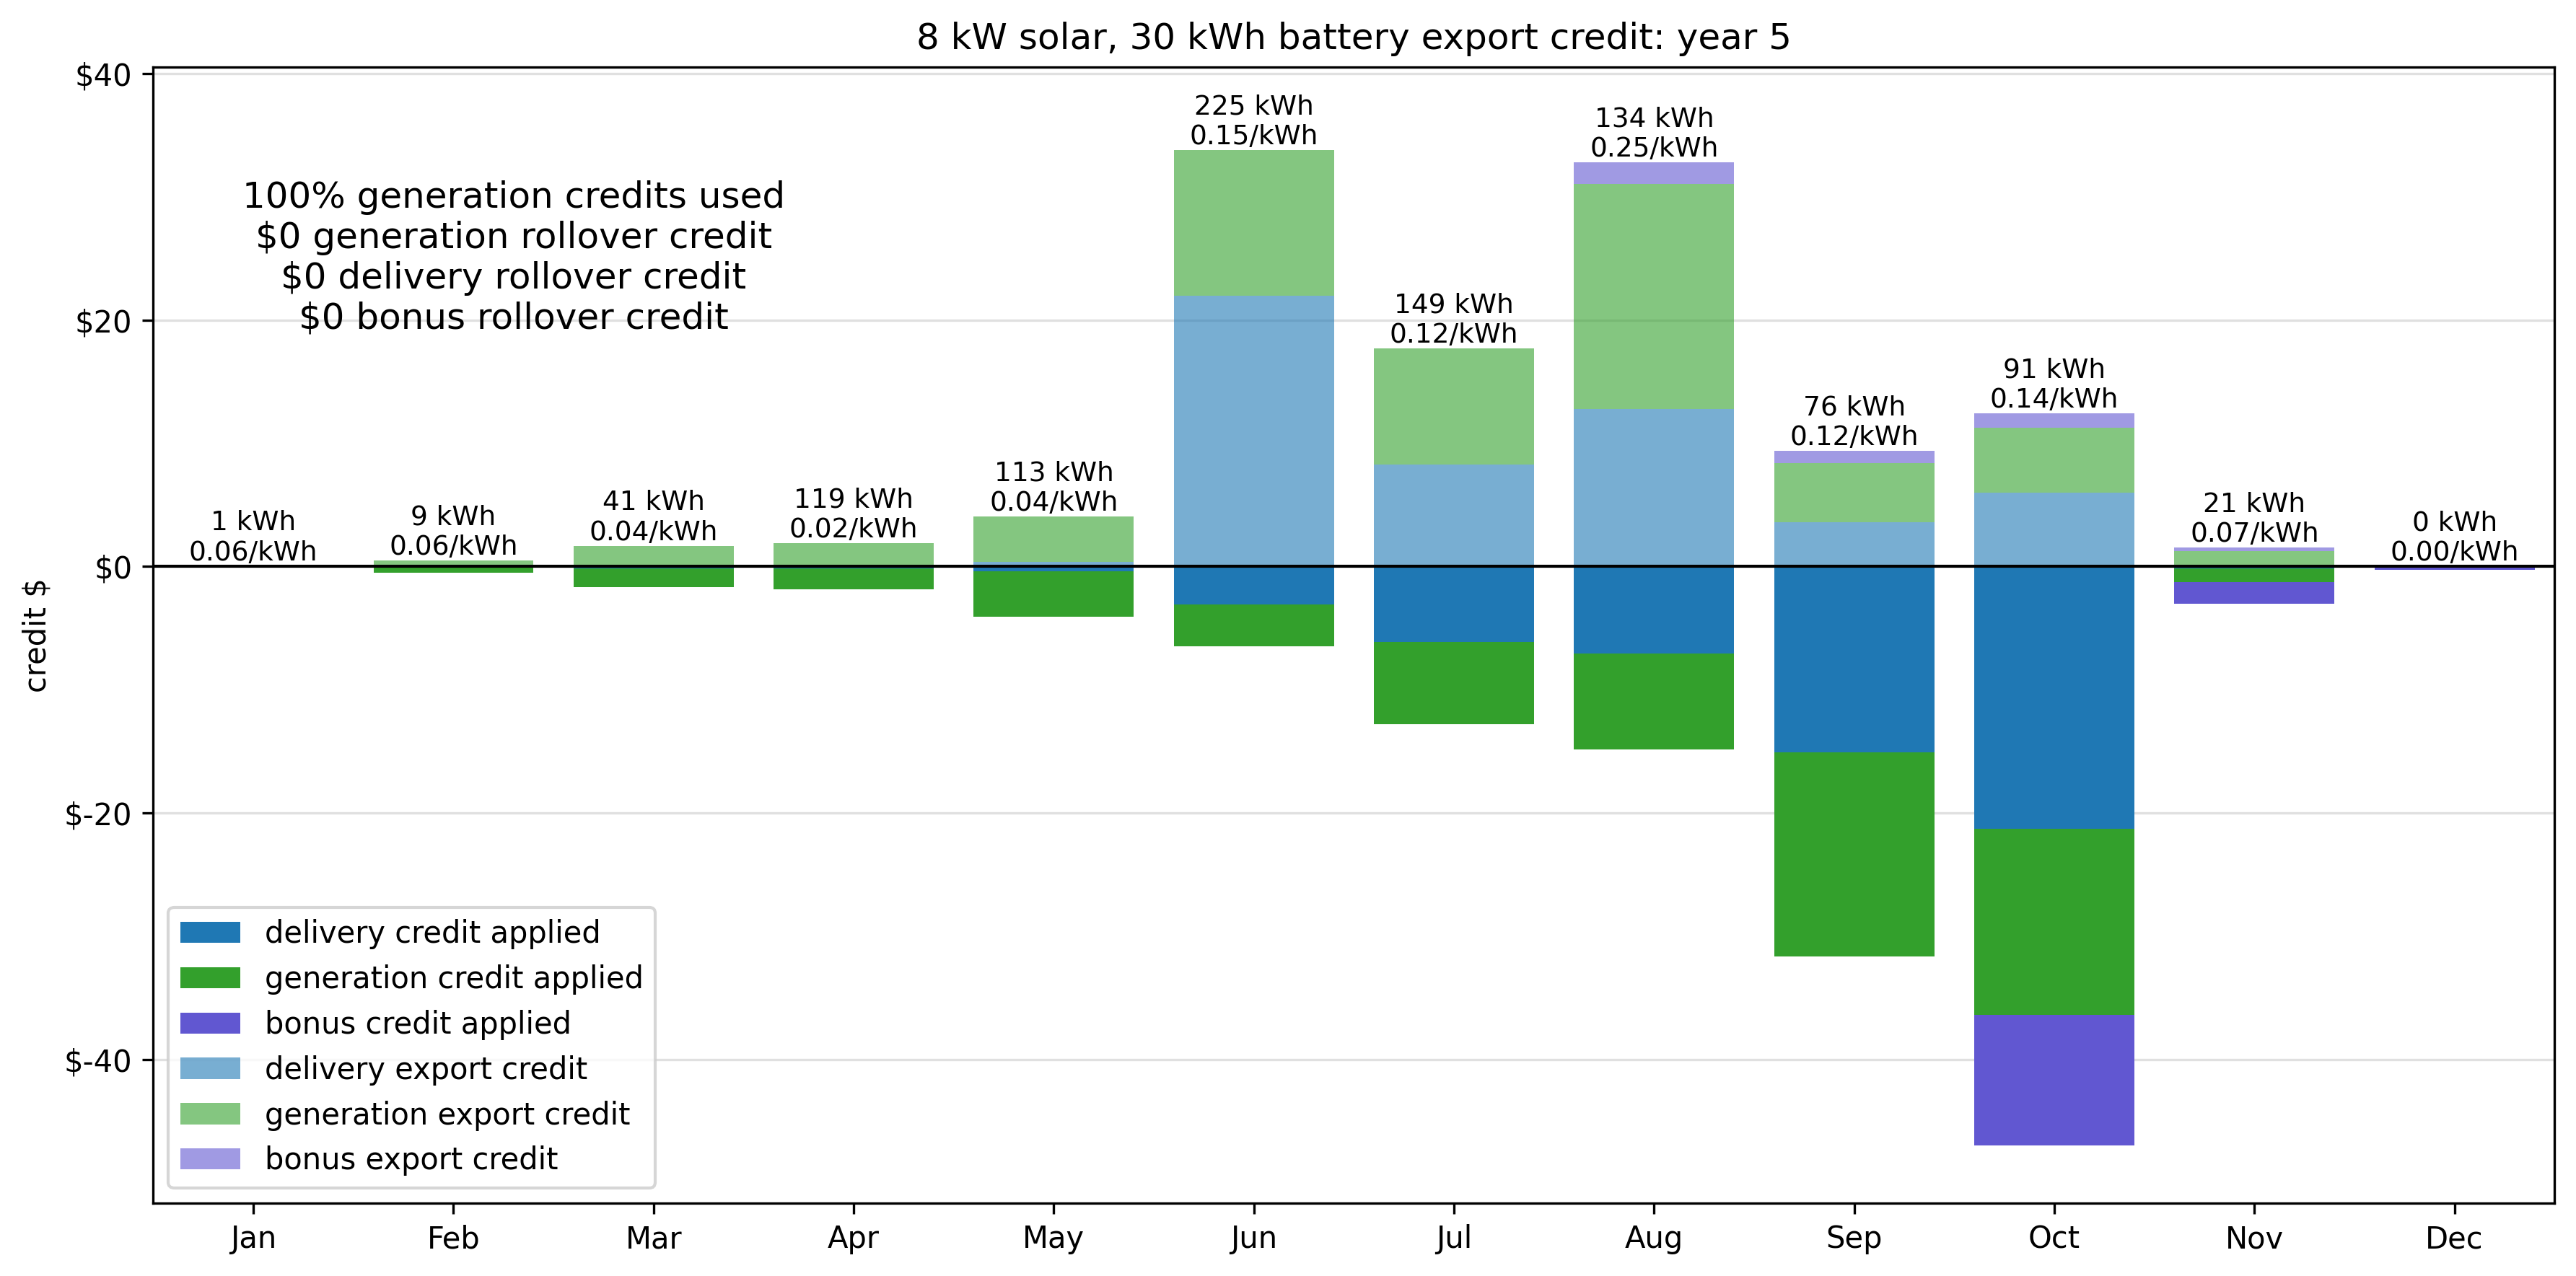 8 kW solar, 30 kWh battery export credit: year 5
$40
$20
$0
$-20
$-40
credit $
100% generation credits used
$0 generation rollover credit
$0 delivery rollover credit
$0 bonus rollover credit
1 kWh
0.06/kWh
9 kWh
0.06/kWh
41 kWh
0.04/kWh
119 kWh
0.02/kWh
113 kWh
0.04/kWh
225 kWh
0.15/kWh
149 kWh
0.12/kWh
134 kWh
0.25/kWh
76 kWh
0.12/kWh
91 kWh
0.14/kWh
21 kWh
0.07/kWh
0 kWh
0.00/kWh
delivery credit applied
generation credit applied
bonus credit applied
delivery export credit
generation export credit
bonus export credit
Jan Feb Mar Apr May Jun Jul Aug Sep Oct Nov Dec